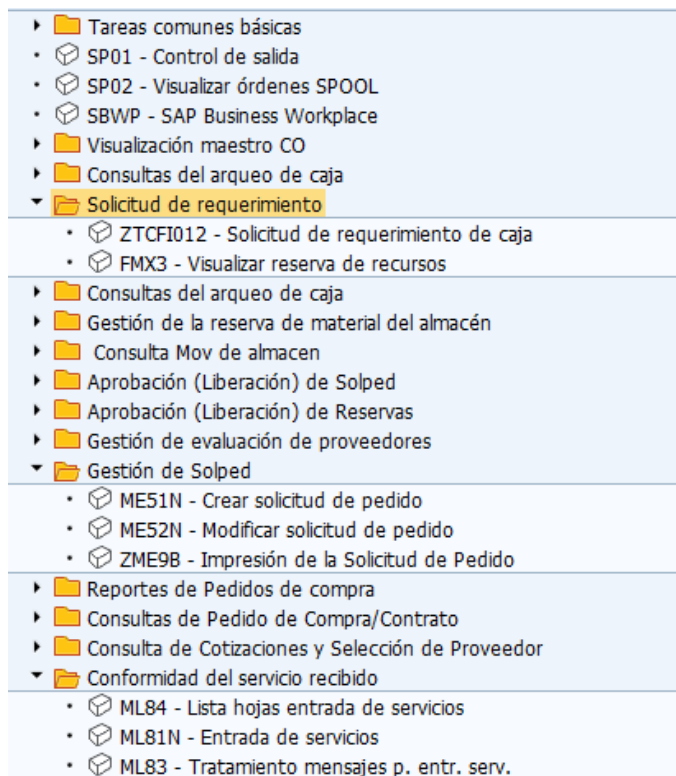 Tareas comunes básicas
SP01 - Control de salida
SP02 - Visualizar órdenes SPOOL
SBWP - SAP Business Workplace
Visualización maestro CO
Consultas del arqueo de caja
Solicitud de requerimiento
ZTCFI012 - Solicitud de requerimiento de caja
FMX3 - Visualizar reserva de recursos
Consultas del arqueo de caja
Gestión de la reserva de material del almacén
Consulta Mov de almacen
Aprobación (Liberación) de Solped
Aprobación (Liberación) de Reservas
Gestión de evaluación de proveedores
Gestión de Solped
ME51N - Crear solicitud de pedido
ME52N - Modificar solicitud de pedido
ZME9B - Impresión de la Solicitud de Pedido
Reportes de Pedidos de compra
Consultas de Pedido de Compra/Contrato
Consulta de Cotizaciones y Selección de Proveedor
Conformidad del servicio recibido
ML84 - Lista hojas entrada de servicios
ML81N - Entrada de servicios
ML83 - Tratamiento mensajes p. entr. serv.